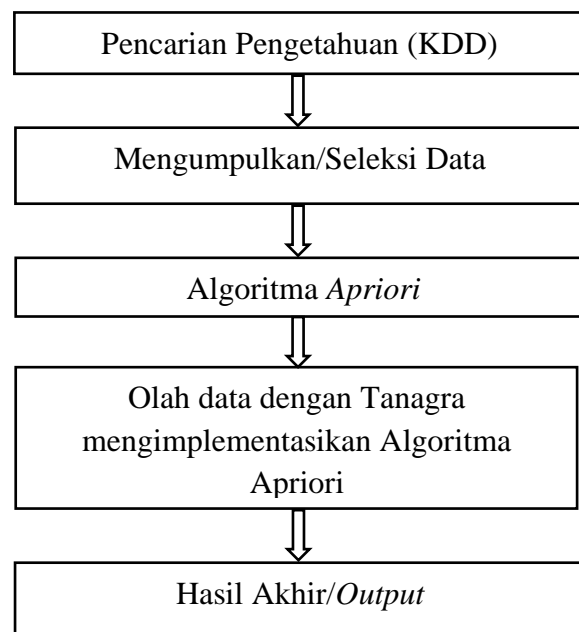 Pencarian Pengetahuan (KDD)
Mengumpulkan/Seleksi Data
Algoritma Apriori
Olah data dengan Tanagra
mengimplementasikan Algoritma
Apriori
Hasil Akhir/Output